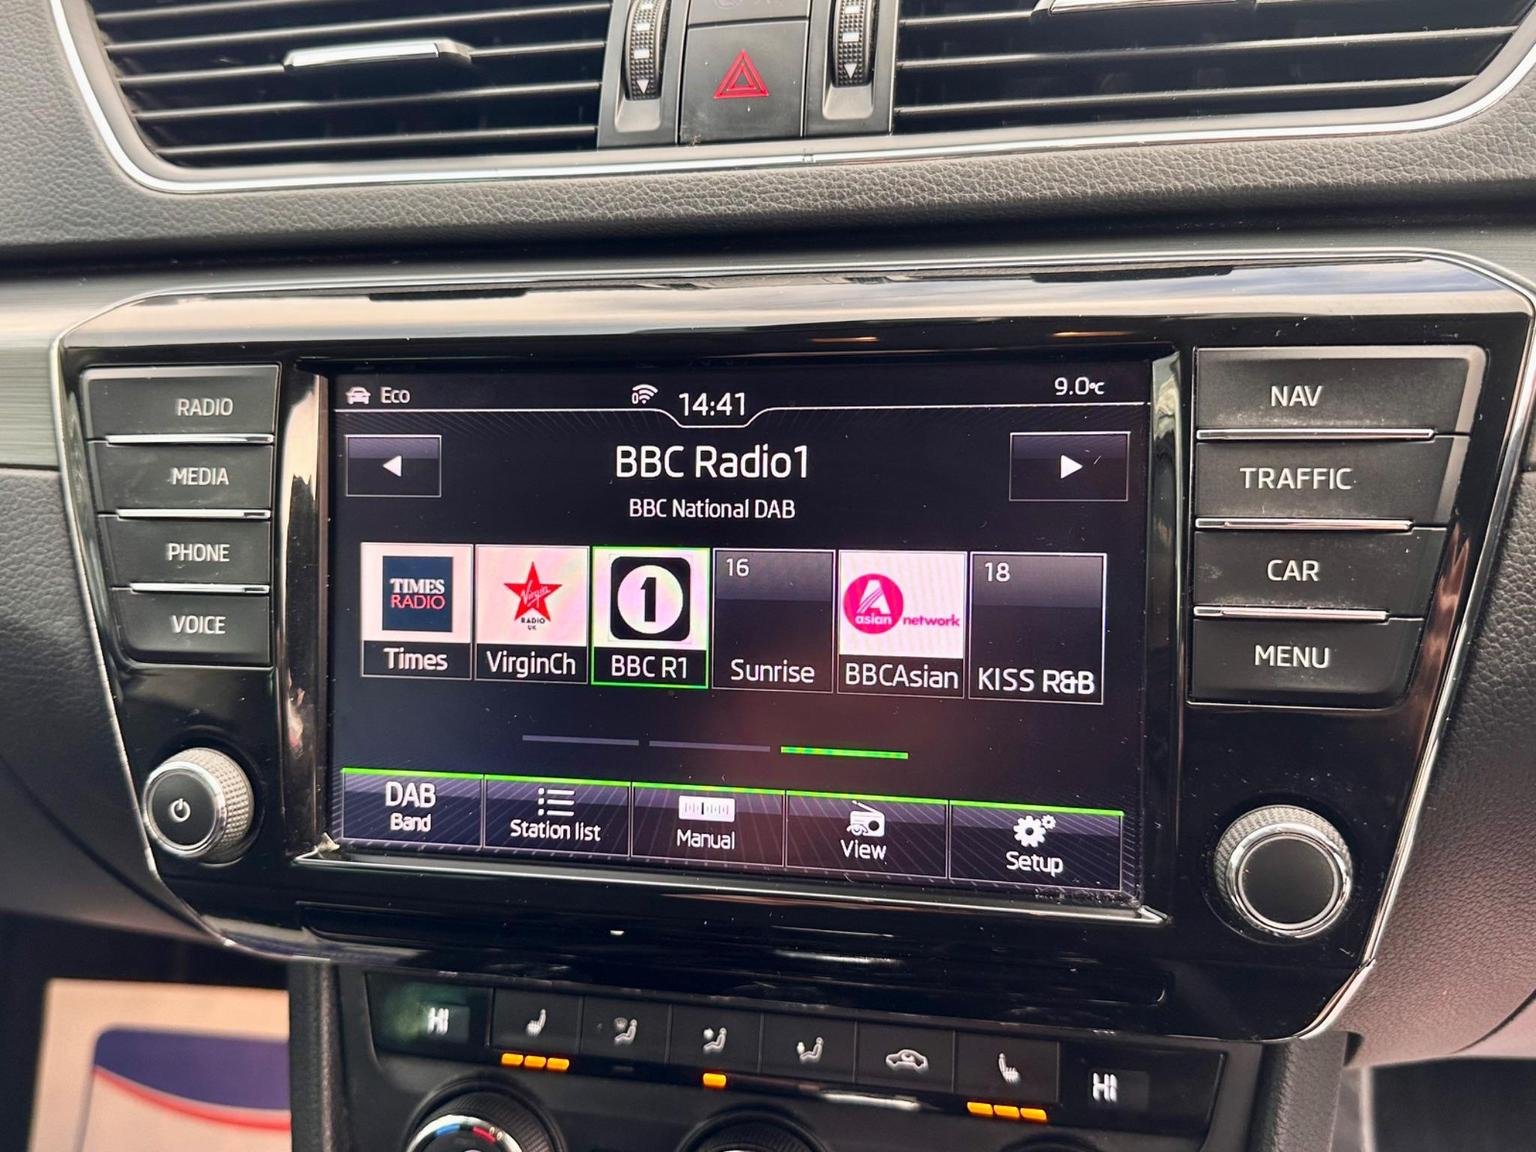 RADIO
MEDIA
PHONE
VOICE
Eco
14:41
9.0°C
BBC Radio1
BBC National DAB
TIMES
RADIO
Times
Virgin
RADIO
UK
VirginCh
1
BBC R1
16
Sunrise
A
asian network
BBCAsian
18
KISS R&B
DAB
Band
Station list
Manual
View
Setup
NAV
TRAFFIC
CAR
MENU
HI
HI